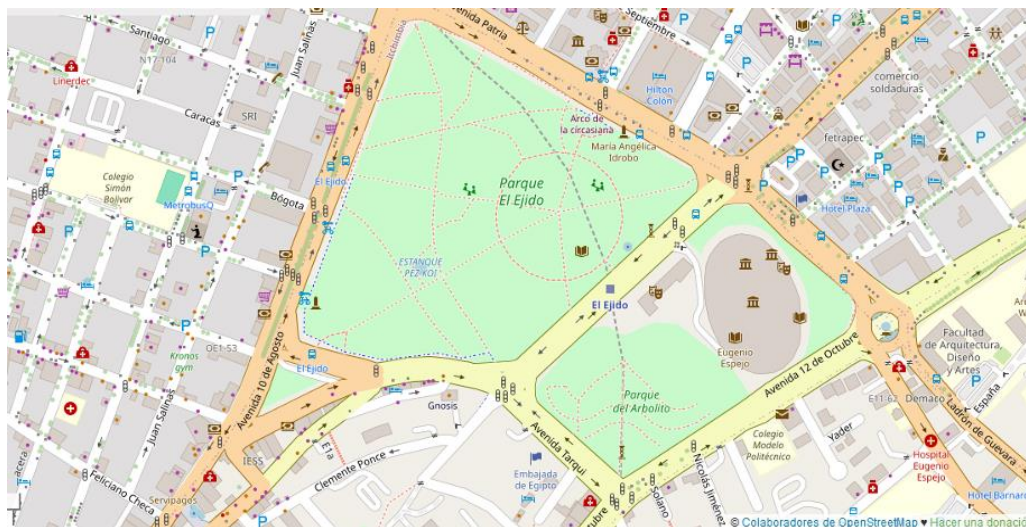 Santiago
N17-104
Linerdec
Juan Salinas
Caracas
SRI
Colegio
Simón
Bolívar
MetrobusQ
Bogota
El Ejido
Itchimbía
Avenida Patria
Septiembre
Hilton
Colón
Arco de
la circasiana
María Angélica
Idrobo
comercio
soldaduras
fetrapec
Hotel Plaza
Parque
El Ejido
ESTANQUE
PEZ KOI
El Ejido
OE1-53
Kronos
gym
El Ejido
Avenida 10 de Agosto
Juan Salinas
Eugenio
Espejo
Parque
del Arbolito
Avenida 12 de Octubre
Facultad
de Arquitectura,
Diseño
y Artes
España
E11-62
Demaco
Ladrón de Guevara
Gnosis
E1a
Clemente Ponce
Avenida Tarqui
Embajada
de Egipto
Colegio
Modelo
Politécnico
Yader
Hospital
Eugenio
Espejo
Nicolás Jiménez
Solano
IESS
Servipagos
Feliciano Checa
Hotel Barnar
© Colaboradores de OpenStreetMap ♥ Hacer una donació